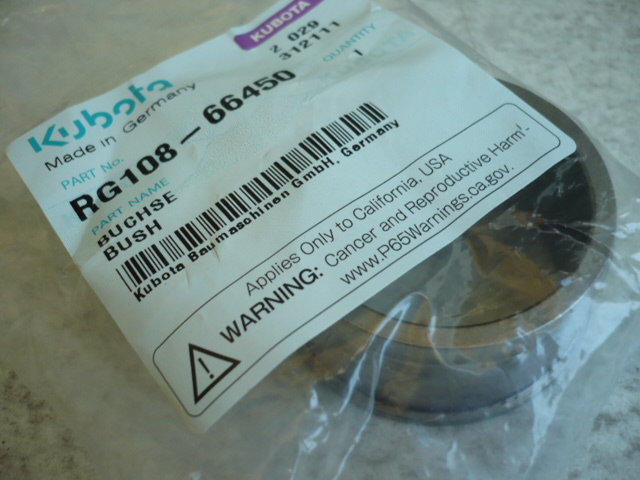 KUBOTA
2 029
312111
Kubota
Made in Germany
QUANTITY
1
PART No.
RG108-66450
PART NAME
BUCHSE
BUSH
Kubota Baumaschinen GmbH. Germany
Applies Only to California, USA
WARNING: Cancer and Reproductive Harm-
www.P65Warnings.ca.gov.